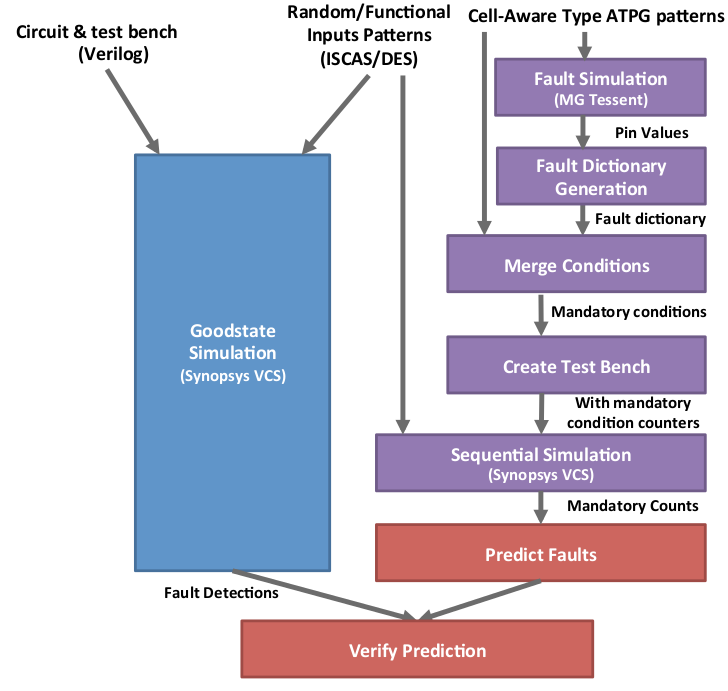 Circuit & test bench
(Verilog)
Random/Functional
Inputs Patterns
(ISCAS/DES)
Cell-Aware Type ATPG patterns
Fault Simulation
(MG Tessent)
Pin Values
Fault Dictionary
Generation
Fault dictionary
Merge Conditions
Mandatory conditions
Goodstate
Simulation
(Synopsys VCS)
Create Test Bench
With mandatory
condition counters
Sequential Simulation
(Synopsys VCS)
Mandatory Counts
Predict Faults
Fault Detections
Verify Prediction